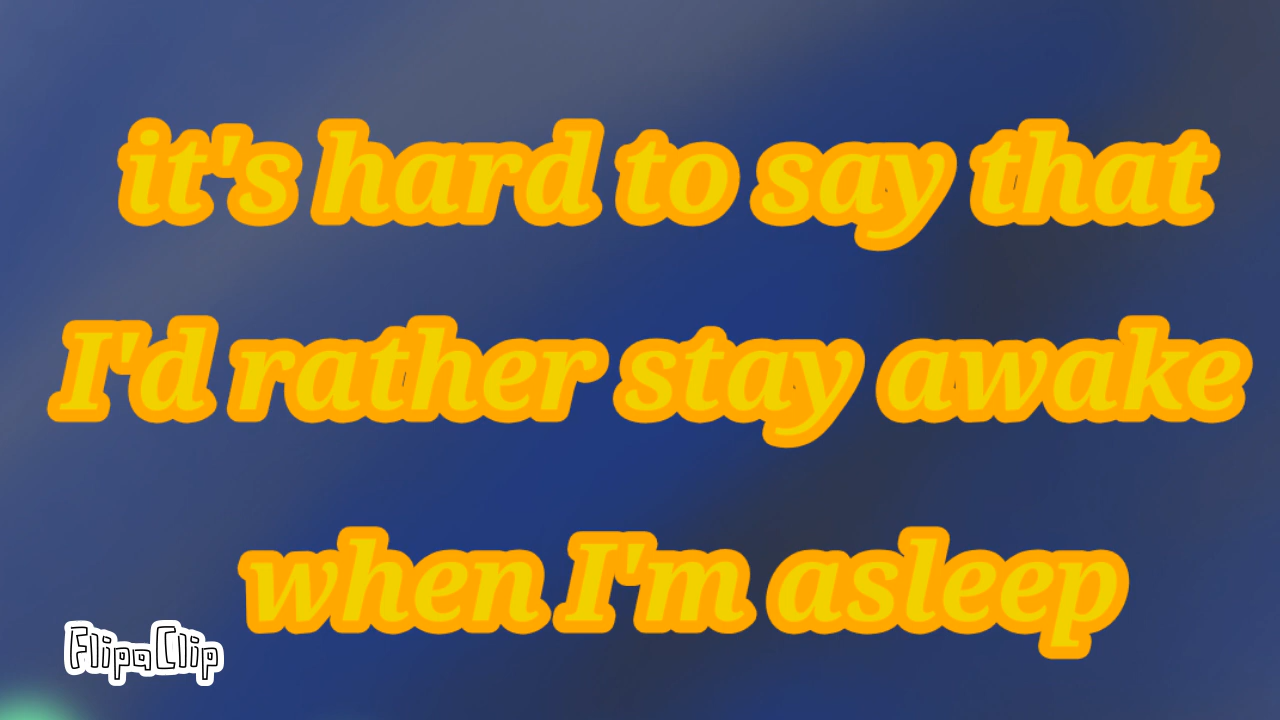 it's hard to say that
I'd rather stay awake
when I'm asleep
FlipaClip